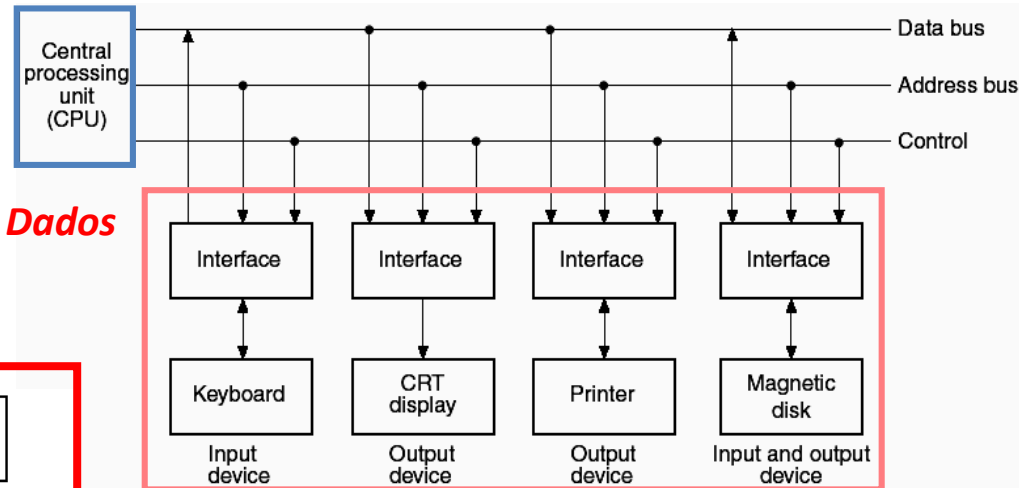 Central
processing
unit
(CPU)
Data bus
Address bus
Control
Dados
Interface
Interface
Interface
Interface
Keyboard
CRT
display
Printer
Magnetic
disk
Input
device
Output
device
Output
device
Input and output
device